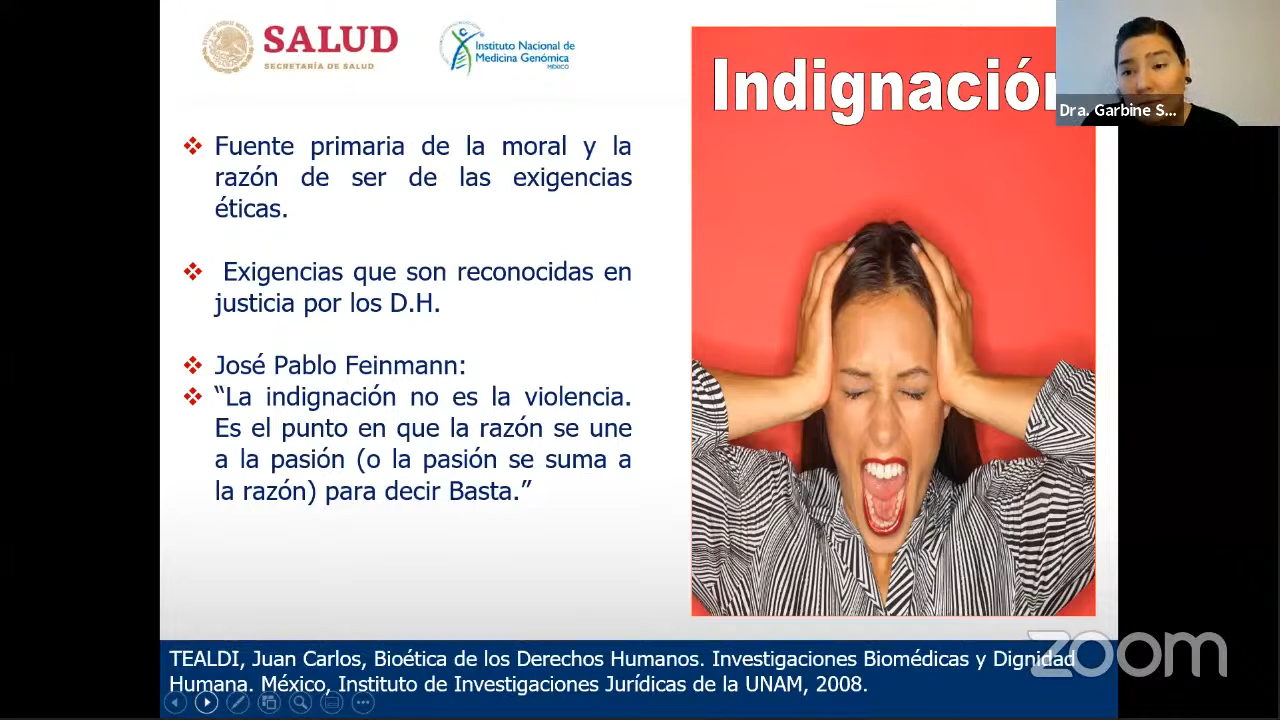 SALUD
SECRETARÍA DE SALUD
Instituto Nacional de
Medicina Genómica
MÉXICO
Indignación
Dra. Garbine S...
Fuente primaria de la moral y la
razón de ser de las exigencias
éticas.
Exigencias que son reconocidas en
justicia por los D.H.
José Pablo Feinmann:
“La indignación no es la violencia.
Es el punto en que la razón se une
a la pasión (o la pasión se suma a
la razón) para decir Basta.”
zoom
TEALDI, Juan Carlos, Bioética de los Derechos Humanos. Investigaciones Biomédicas y Dignidad
Humana. México, Instituto de Investigaciones Jurídicas de la UNAM, 2008.